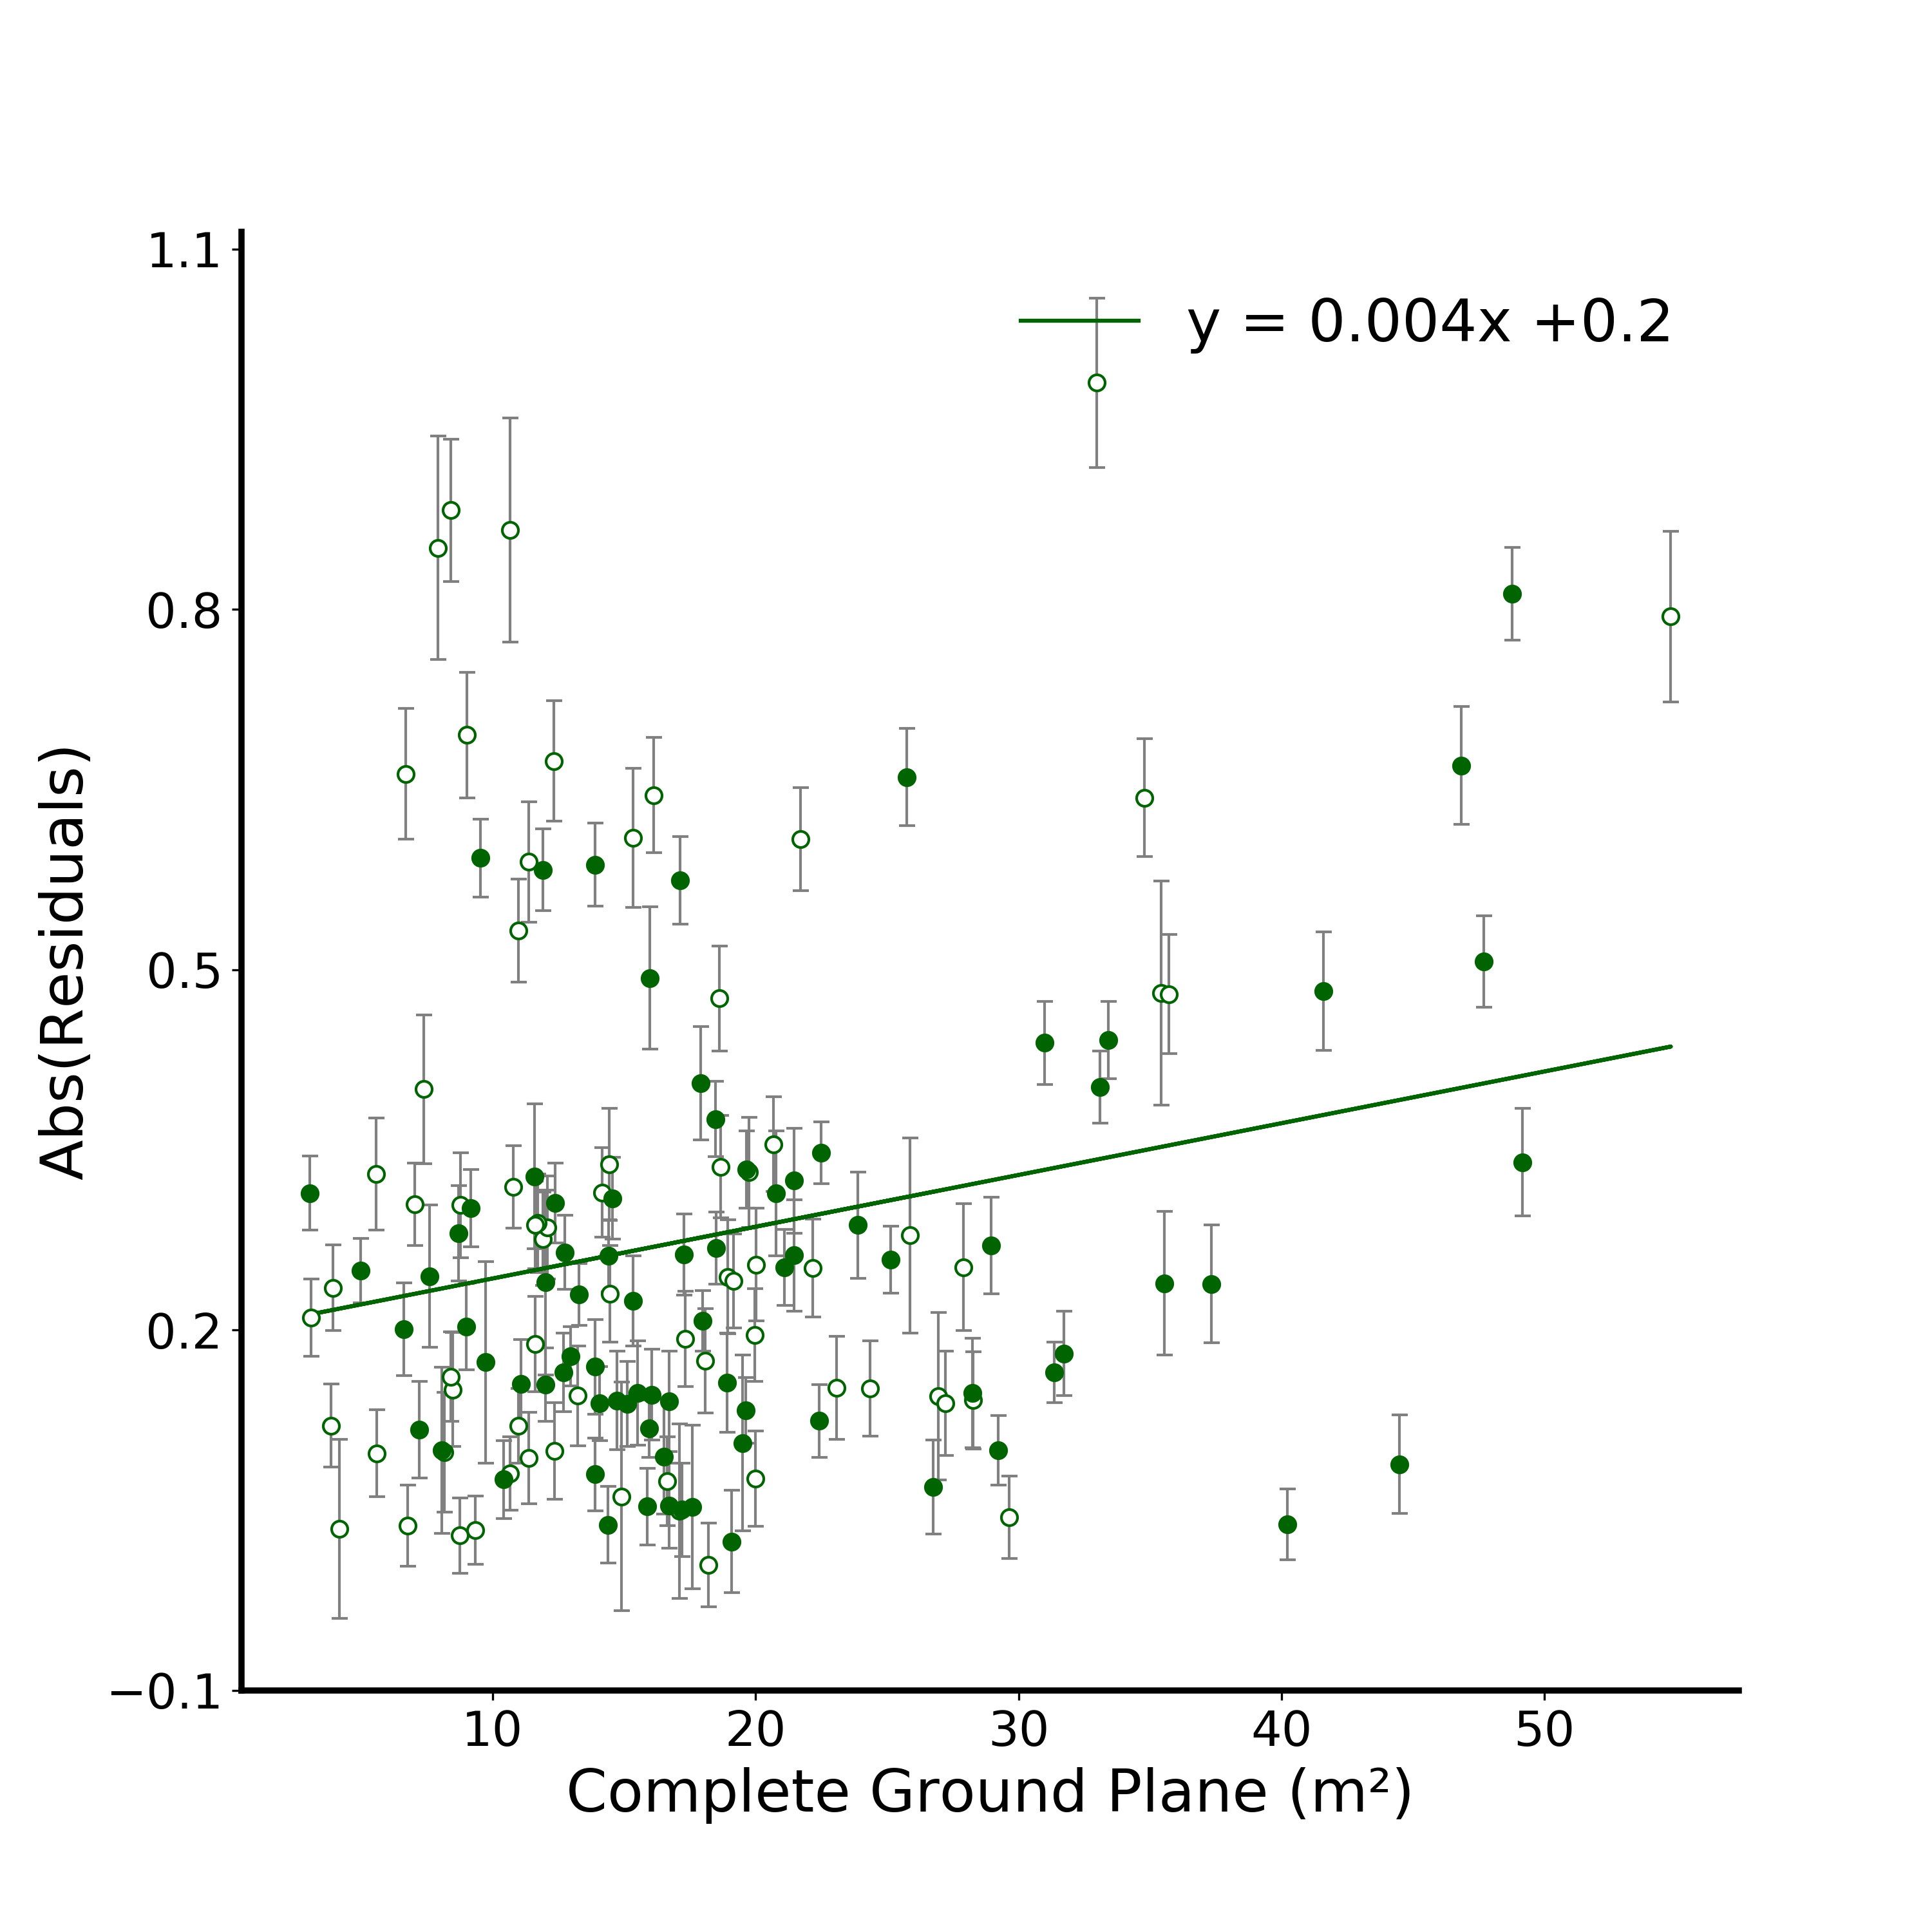 1.1
y = 0.004x +0.2
0.8
0.5
0.2
−0.1
Abs(Residuals)
10 20 30 40 50
Complete Ground Plane (m²)